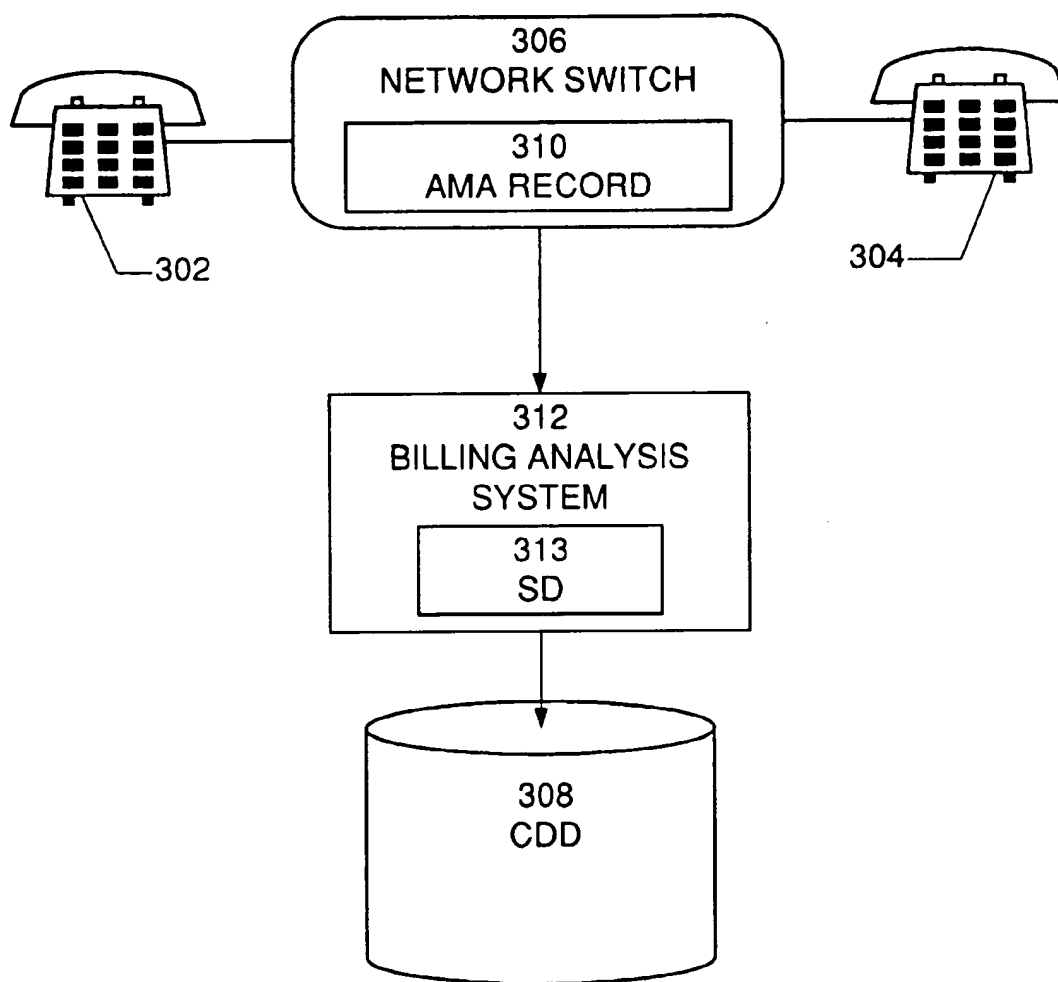 306
NETWORK SWITCH
310
AMA RECORD
302
304
312
BILLING ANALYSIS
SYSTEM
313
SD
308
CDD